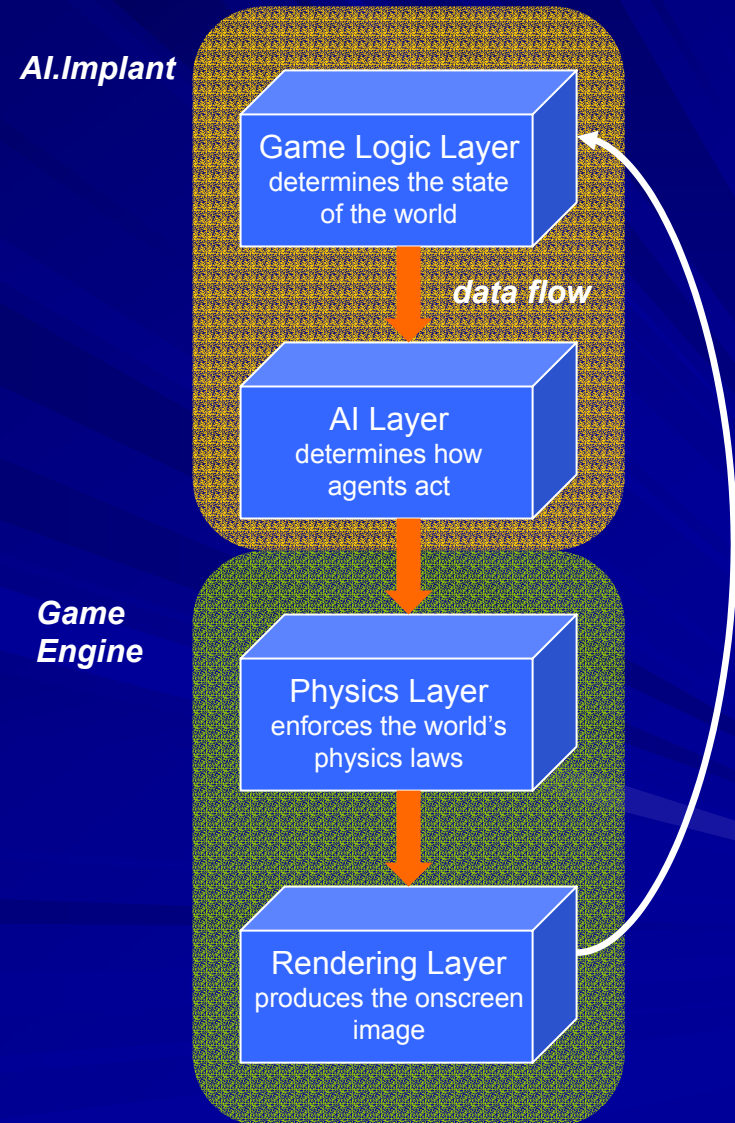 AI.Implant
Game Logic Layer
determines the state
of the world
data flow
AI Layer
determines how
agents act
Game
Engine
Physics Layer
enforces the world’s
physics laws
Rendering Layer
produces the onscreen
image